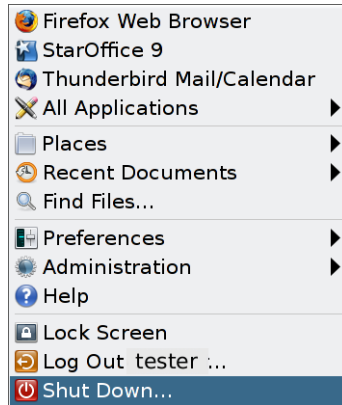 Firefox Web Browser
StarOffice 9
Thunderbird Mail/Calendar
All Applications
Places
Recent Documents
Find Files...
Preferences
Administration
Help
Lock Screen
Log Out tester ...
Shut Down...